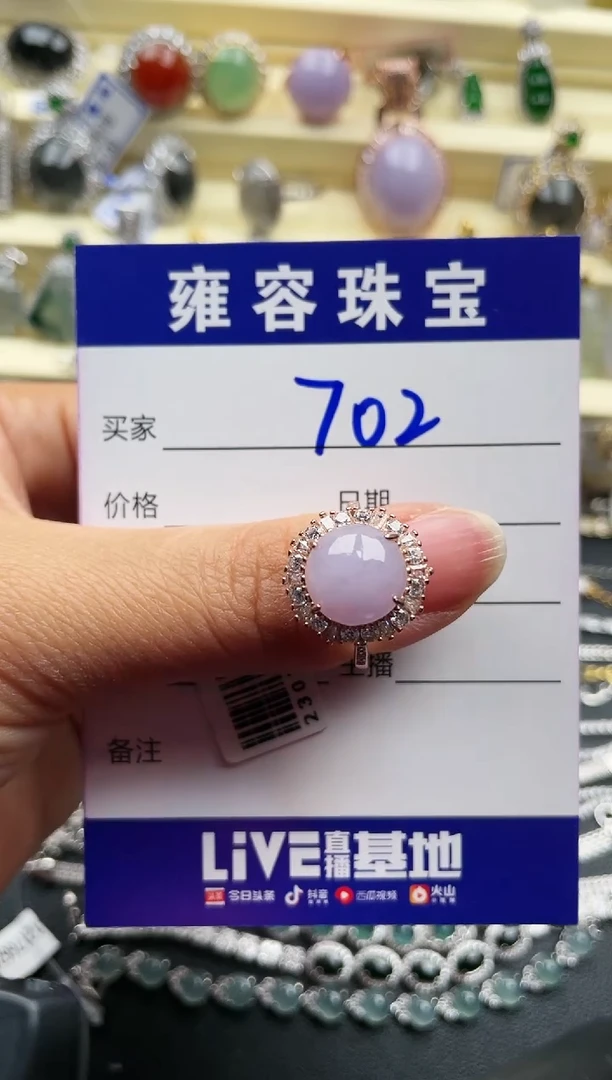 雍容珠宝
买家 702
价格 日期
主播
230
备注
LiVE直播基地
今日头条 抖音 西瓜视频 火山